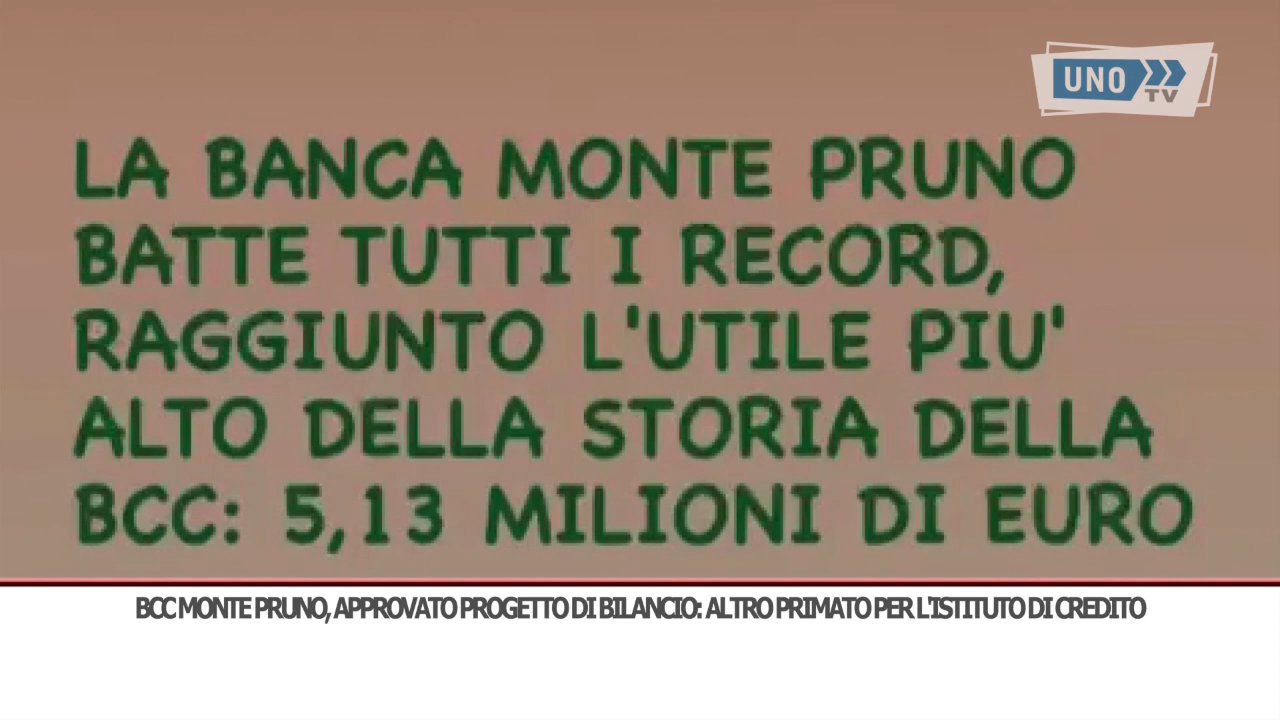 UNO
TV
LA BANCA MONTE PRUNO
BATTE TUTTI I RECORD,
RAGGIUNTO L'UTILE PIU'
ALTO DELLA STORIA DELLA
BCC: 5,13 MILIONI DI EURO
BCC MONTE PRUNO, APPROVATO PROGETTO DI BILANCIO: ALTRO PRIMATO PER L'ISTITUTO DI CREDITO